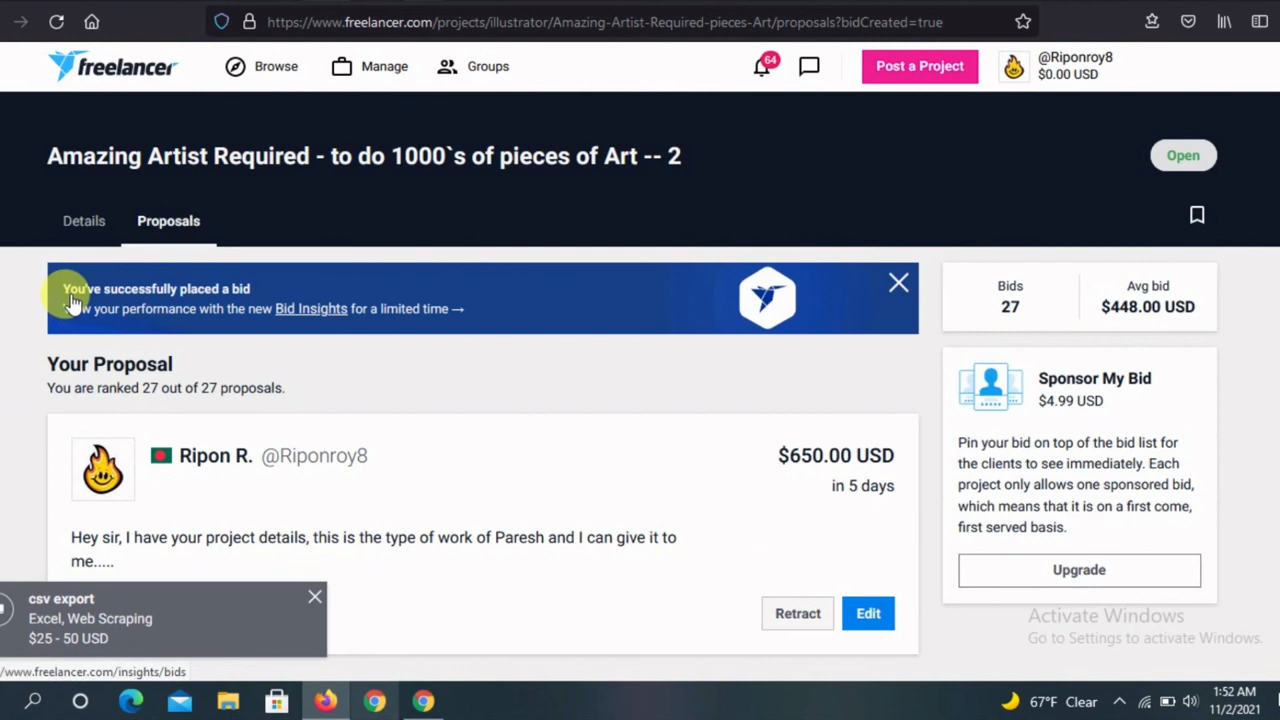 https://www.freelancer.com/projects/illustrator/Amazing-Artist-Required-pieces-Art/proposals?bidCreated=true
freelancer
Browse
Manage
Groups
64
Post a Project
@Riponroy8
$0.00 USD
Amazing Artist Required - to do 1000`s of pieces of Art -- 2
Open
Details
Proposals
You've successfully placed a bid
your performance with the new Bid Insights for a limited time →
Bids
27
Avg bid
$448.00 USD
Your Proposal
You are ranked 27 out of 27 proposals.
Sponsor My Bid
$4.99 USD
Pin your bid on top of the bid list for
the clients to see immediately. Each
project only allows one sponsored bid,
which means that it is on a first come,
first served basis.
Upgrade
Ripon R. @Riponroy8
$650.00 USD
in 5 days
Hey sir, I have your project details, this is the type of work of Paresh and I can give it to
me.....
Retract
Edit
csv export
Excel, Web Scraping
$25 - 50 USD
Activate Windows
Go to Settings to activate Windows.
/www.freelancer.com/insights/bids
67°F Clear
1:52 AM
11/2/2021